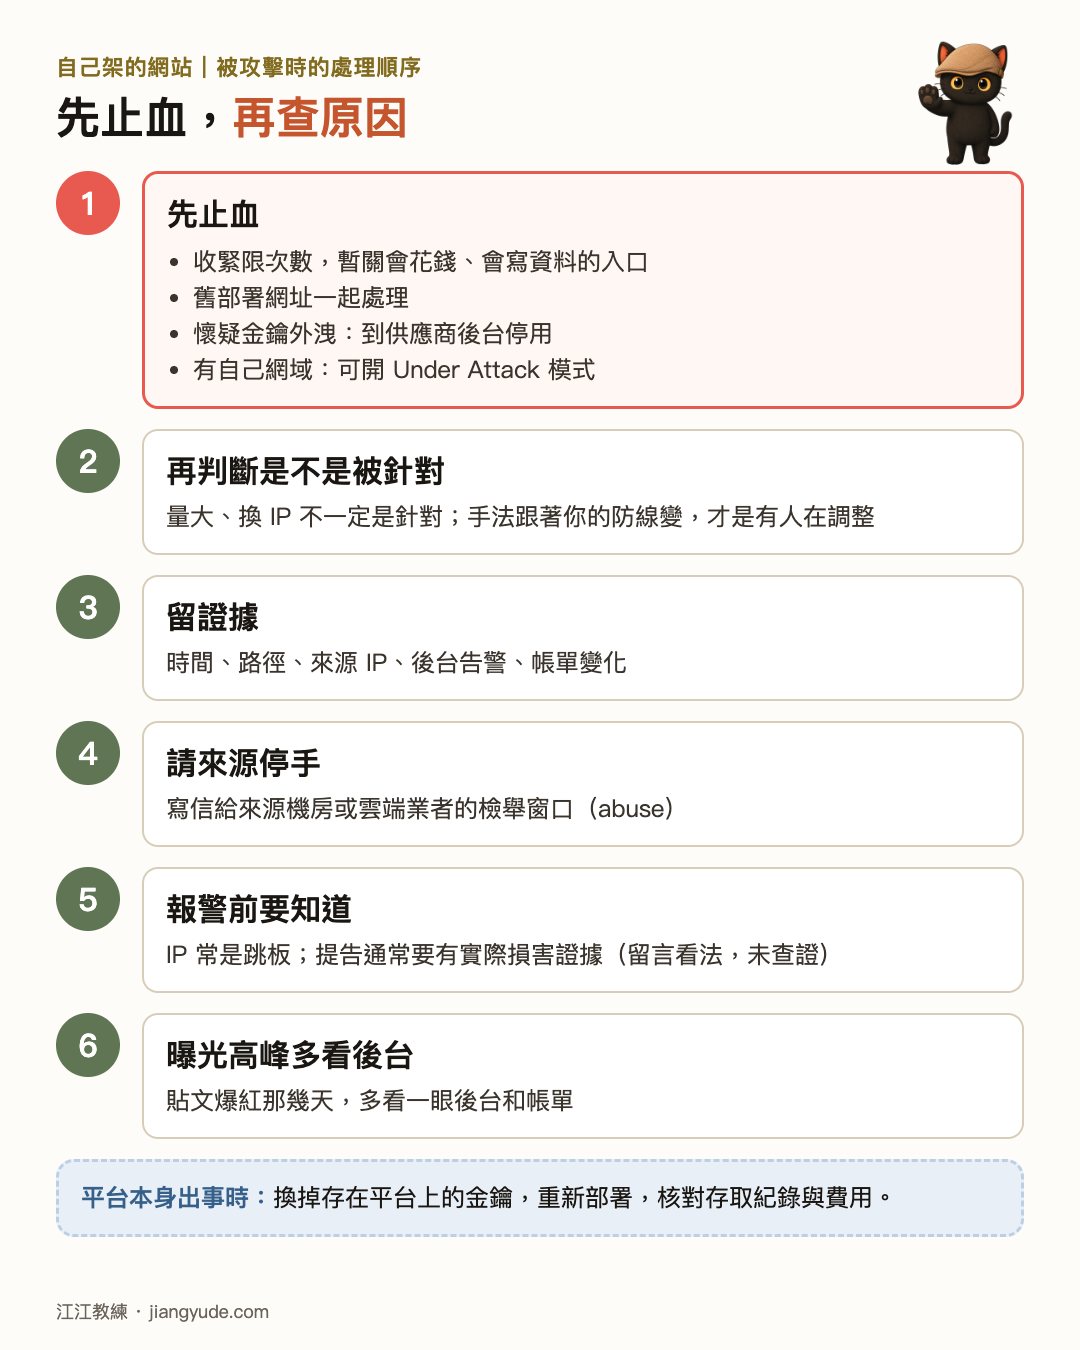 自己架的網站｜被攻擊時的處理順序
先止血，再查原因
1
先止血
• 收緊限次數，暫關會花錢、會寫資料的入口
• 舊部署網址一起處理
• 懷疑金鑰外洩：到供應商後台停用
• 有自己網域：可開 Under Attack 模式
2
再判斷是不是被針對
量大、換 IP 不一定是針對；手法跟著你的防線變，才是有人在調整
3
留證據
時間、路徑、來源 IP、後台告警、帳單變化
4
請來源停手
寫信給來源機房或雲端業者的檢舉窗口（abuse）
5
報警前要知道
IP 常是跳板；提告通常要有實際損害證據（留言看法，未查證）
6
曝光高峰多看後台
貼文爆紅那幾天，多看一眼後台和帳單
平台本身出事時：換掉存在平台上的金鑰，重新部署，核對存取紀錄與費用。
江江教練 · jiangyude.com